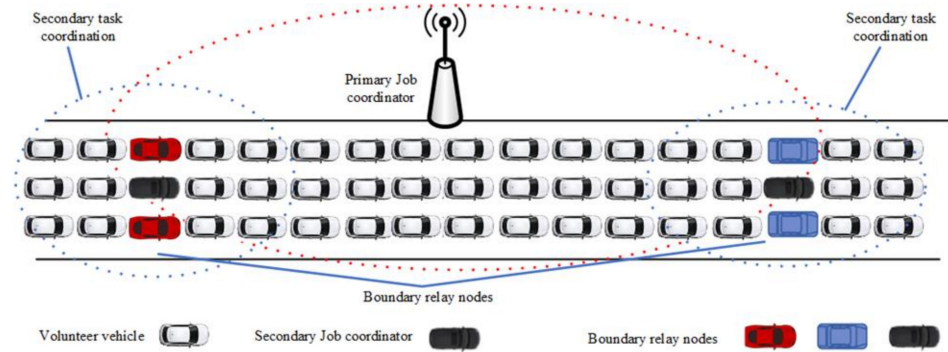 Secondary task
coordination
Secondary task
coordination
Primary Job
coordinator
Boundary relay nodes
Volunteer vehicle
Secondary Job coordinator
Boundary relay nodes